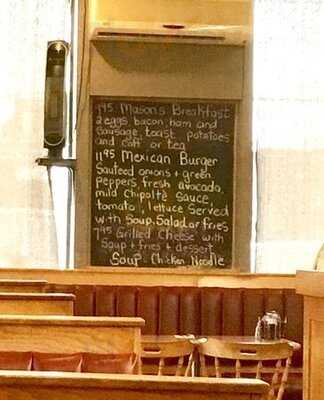 7.95 Mason's Breakfast
2 eggs, bacon, ham and
sausage, toast, potatoes
and coff or tea
11.95 Mexican Burger
Sauteed onions + green
peppers, fresh avocado,
mild Chipolte Sauce,
tomato, lettuce Served
with Soup, Salad or fries
7.95 Grilled Cheese with
Soup + fries + dessert
Soup - Chicken Noodle